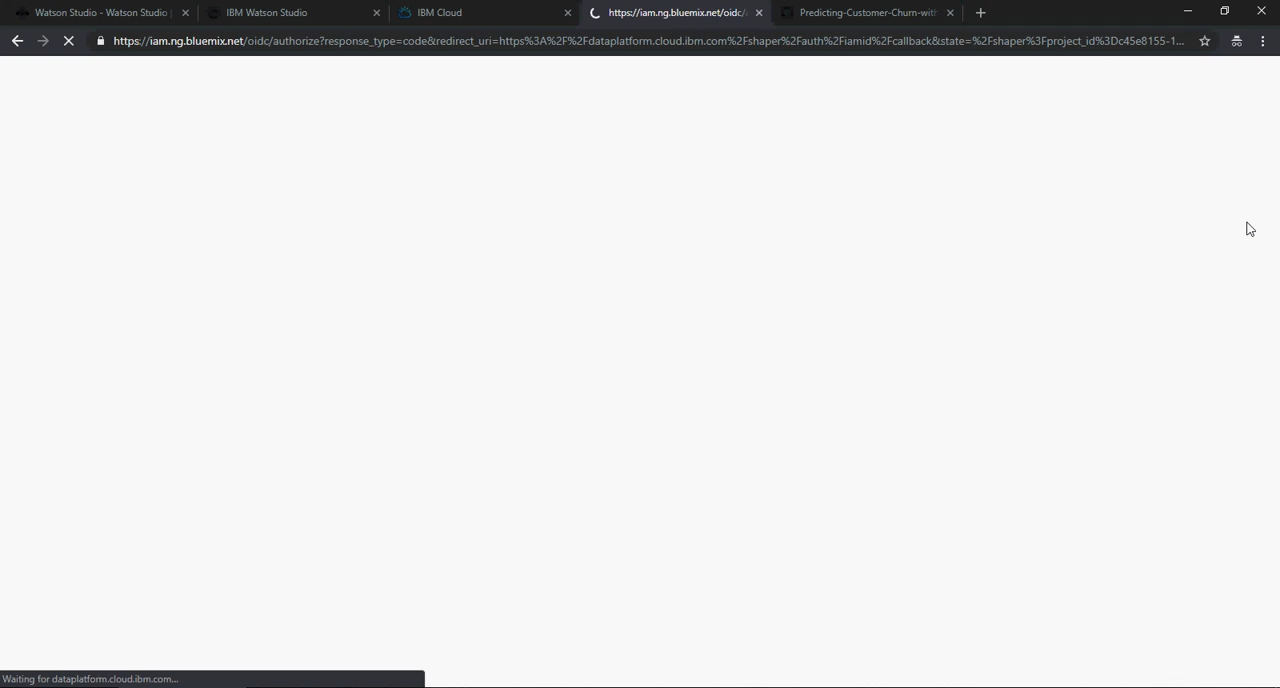 Watson Studio - Watson Studio |
IBM Watson Studio
IBM Cloud
https://iam.ng.bluemix.net/oidc/
Predicting-Customer-Churn-with
https://iam.ng.bluemix.net/oidc/authorize?response_type=code&redirect_uri=https%3A%2F%2Fdataplatform.cloud.ibm.com%2Fshaper%2Fauth%2Fiamid%2Fcallback&state=%2Fshaper%3Fproject_id%3Dc45e8155-1...
Waiting for dataplatform.cloud.ibm.com...